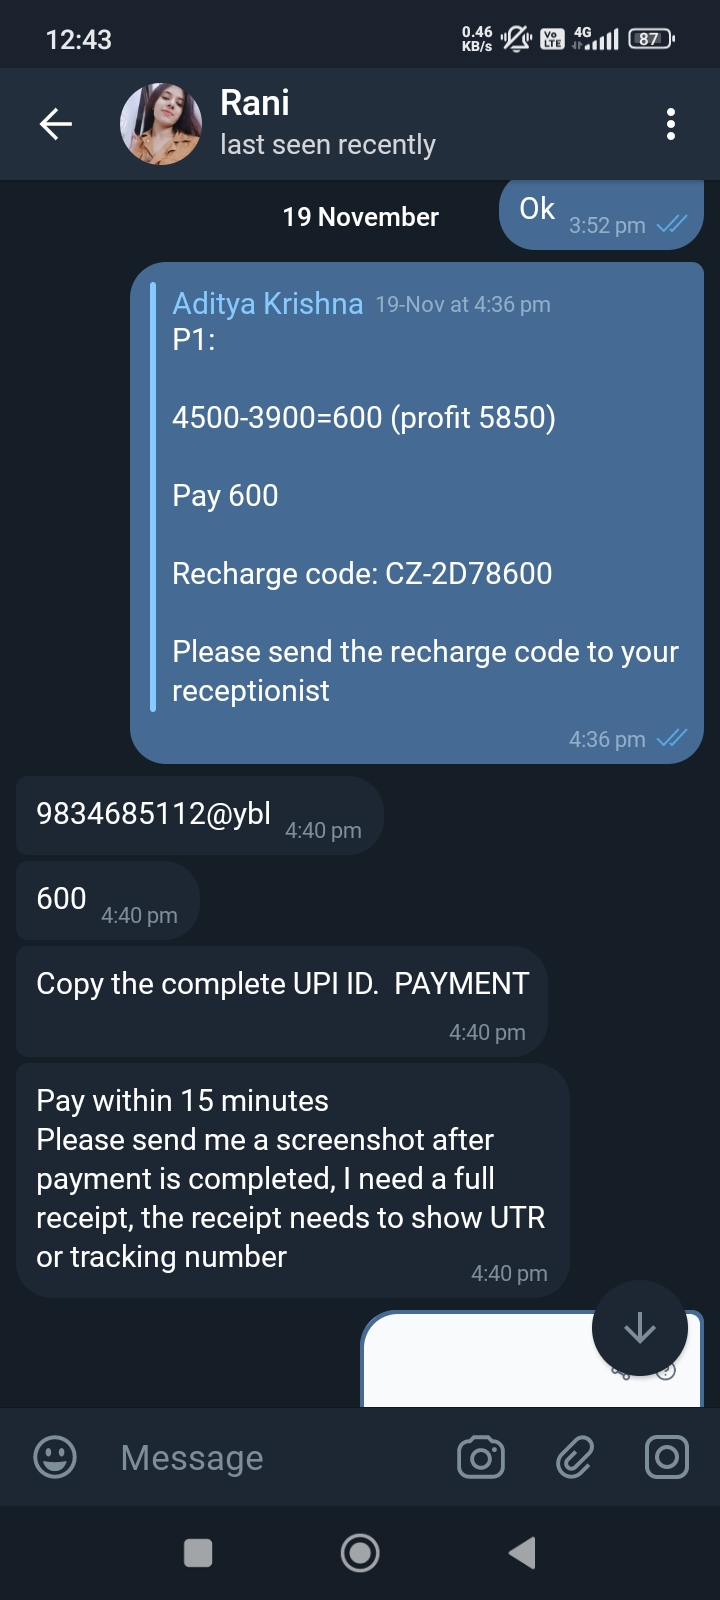 12:43
0.46
KB/s
Vo
LTE
4G
87
Rani
last seen recently
19 November
Ok
3:52 pm
Aditya Krishna 19-Nov at 4:36 pm
P1:
4500-3900=600 (profit 5850)
Pay 600
Recharge code: CZ-2D78600
Please send the recharge code to your
receptionist
4:36 pm
9834685112@ybl 4:40 pm
600 4:40 pm
Copy the complete UPI ID.  PAYMENT
4:40 pm
Pay within 15 minutes
Please send me a screenshot after
payment is completed, I need a full
receipt, the receipt needs to show UTR
or tracking number
4:40 pm
Message